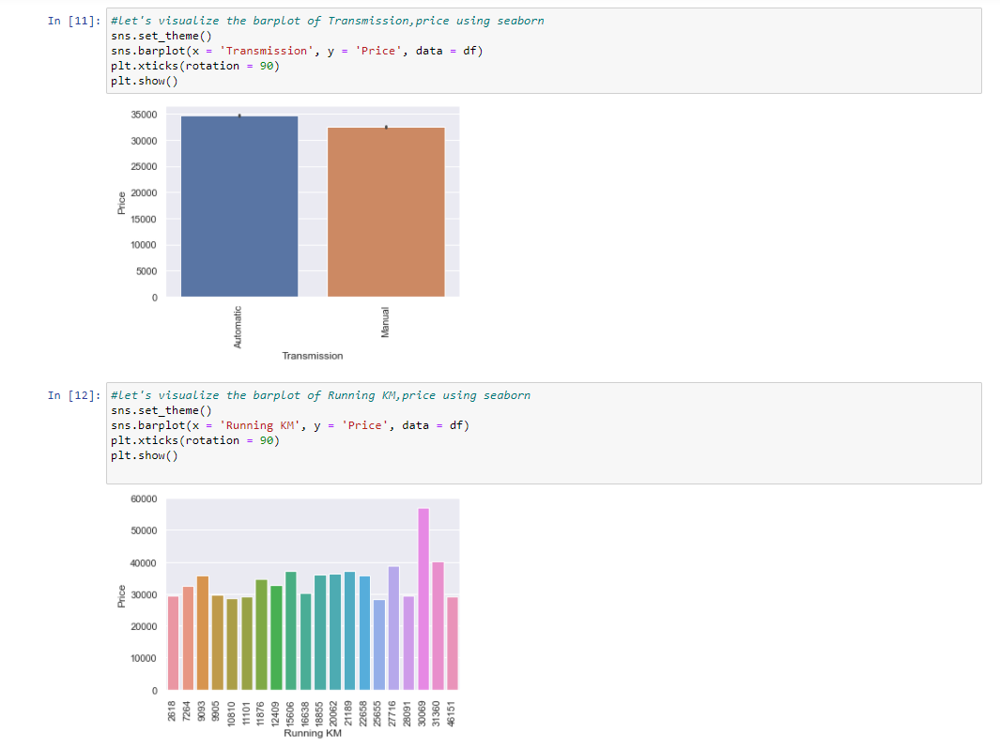 In [11]: #let's visualize the barplot of Transmission,price using seaborn
sns.set_theme()
sns.barplot(x = 'Transmission', y = 'Price', data = df)
plt.xticks(rotation = 90)
plt.show()
35000
30000
25000
20000
15000
10000
5000
0
Price
Automatic
Manual
Transmission
In [12]: #let's visualize the barplot of Running KM,price using seaborn
sns.set_theme()
sns.barplot(x = 'Running KM', y = 'Price', data = df)
plt.xticks(rotation = 90)
plt.show()
60000
50000
40000
30000
20000
10000
0
Price
2618
7264
9093
9905
10810
11101
11876
12409
15606
16638
18855
20062
21189
22658
25655
27716
28091
30069
31360
46151
Running KM